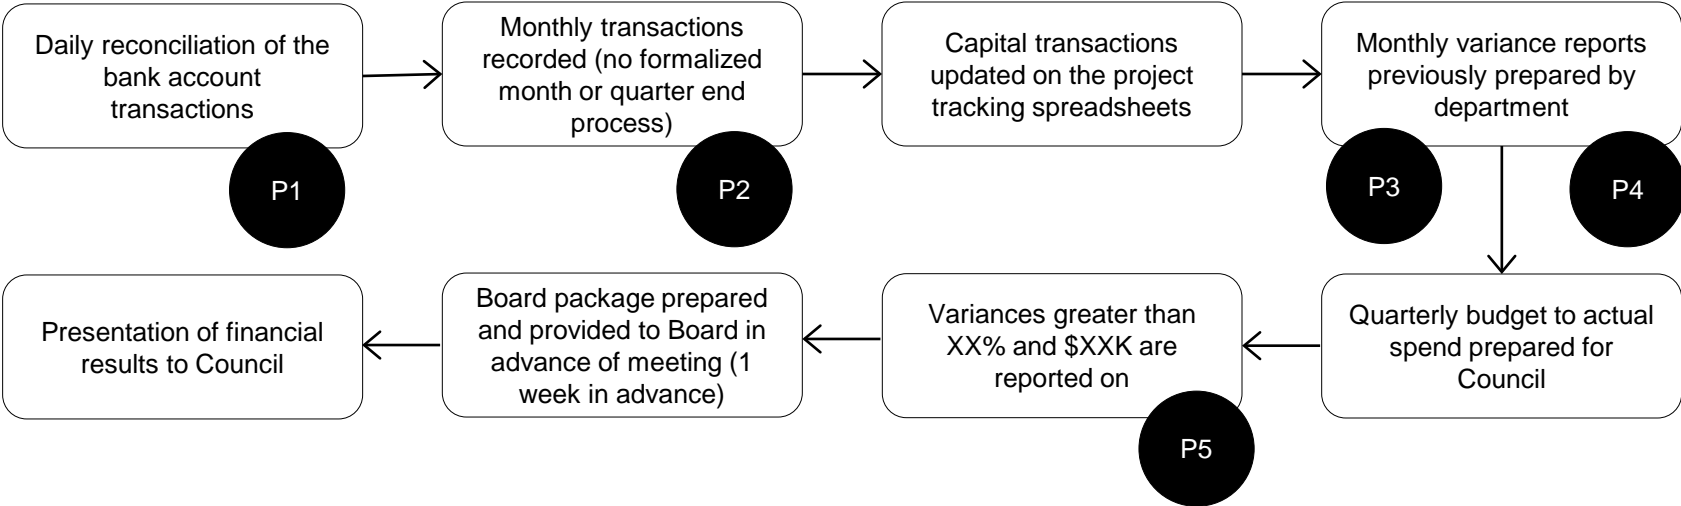 Daily reconciliation of the
bank account
transactions
P1
Monthly transactions
recorded (no formalized
month or quarter end
process)
P2
Capital transactions
updated on the project
tracking spreadsheets
Monthly variance reports
previously prepared by
department
P3
P4
Quarterly budget to actual
spend prepared for
Council
Variances greater than
XX% and $XXK are
reported on
P5
Board package prepared
and provided to Board in
advance of meeting (1
week in advance)
Presentation of financial
results to Council